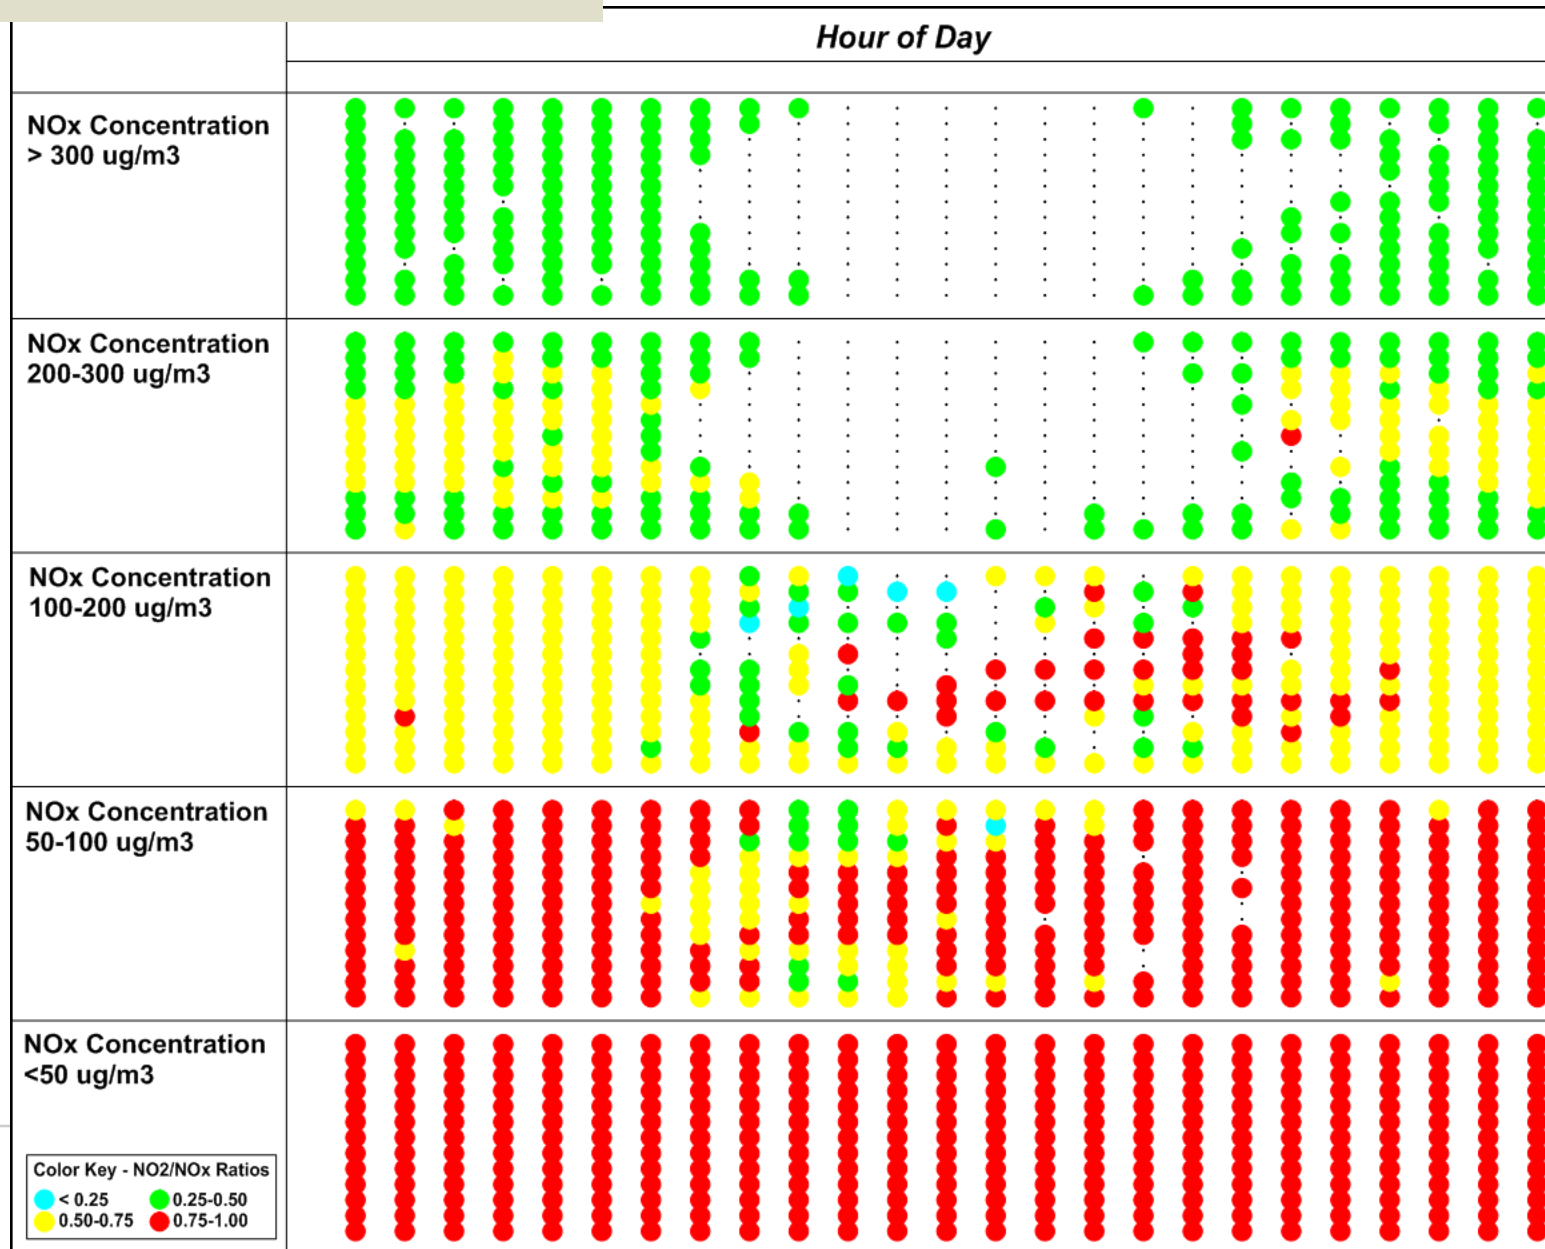 Hour of Day
NOx Concentration
> 300 ug/m3
NOx Concentration
200-300 ug/m3
NOx Concentration
100-200 ug/m3
NOx Concentration
50-100 ug/m3
NOx Concentration
<50 ug/m3
Color Key - NO2/NOx Ratios
< 0.25 0.25-0.50
0.50-0.75 0.75-1.00